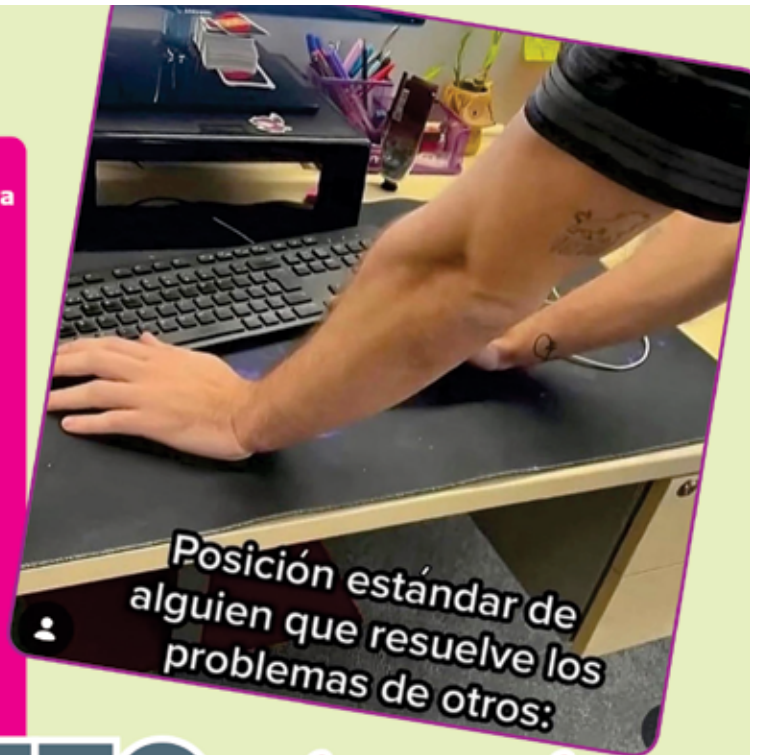 a
Posición estándar de
alguien que resuelve los
problemas de otros: